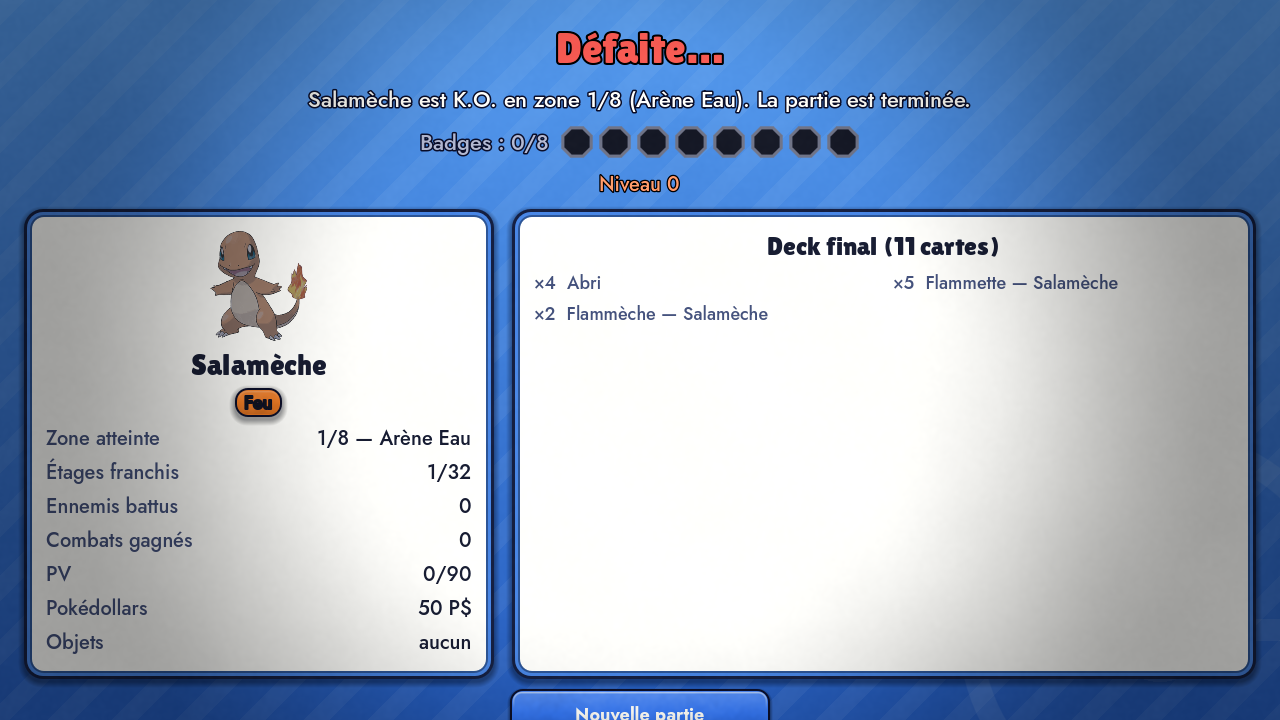 Défaite...
Salamèche est K.O. en zone 1/8 (Arène Eau). La partie est terminée.
Badges : 0/8
Niveau 0
Salamèche
Feu
Zone atteinte 1/8 — Arène Eau
Étages franchis 1/32
Ennemis battus 0
Combats gagnés 0
PV 0/90
Pokédollars 50 P$
Objets aucun
Deck final (11 cartes)
×4 Abri ×5 Flammette — Salamèche
×2 Flammèche — Salamèche
Nouvelle partie